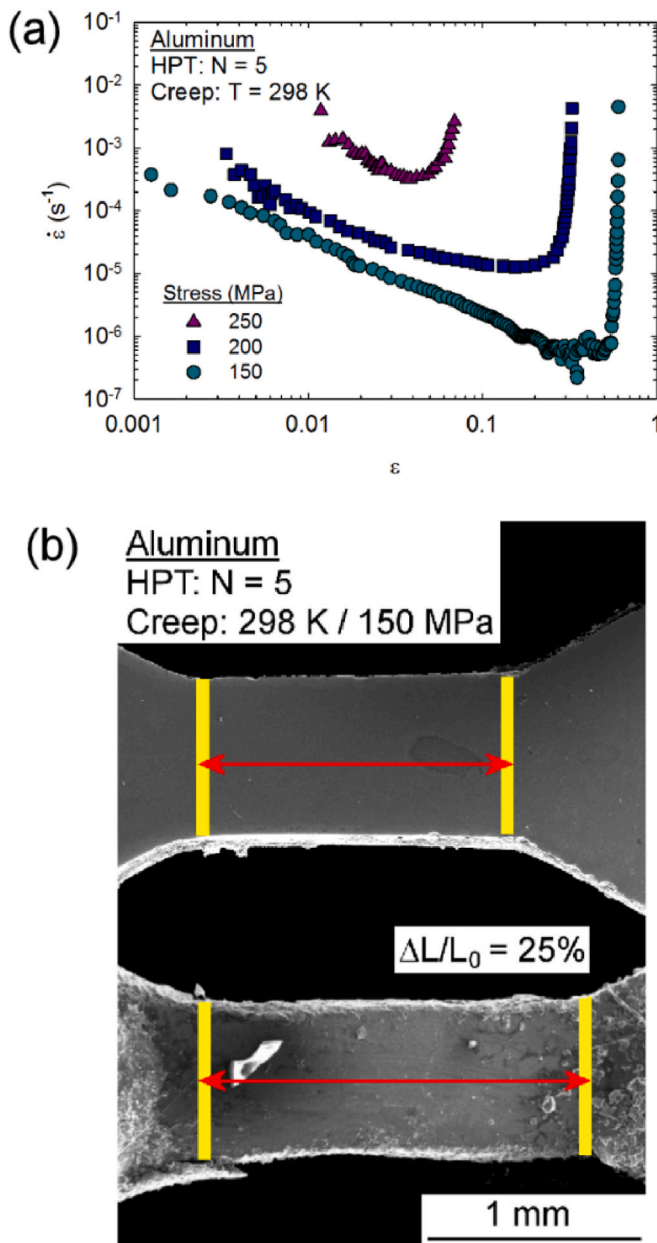 (a)
Aluminum
HPT: N = 5
Creep: T = 298 K
10⁻¹
10⁻²
10⁻³
10⁻⁴
10⁻⁵
10⁻⁶
10⁻⁷
ε̇ (s⁻¹)
Stress (MPa)
250
200
150
0.001
0.01
0.1
1
ε
(b)
Aluminum
HPT: N = 5
Creep: 298 K / 150 MPa
ΔL/L₀ = 25%
1 mm